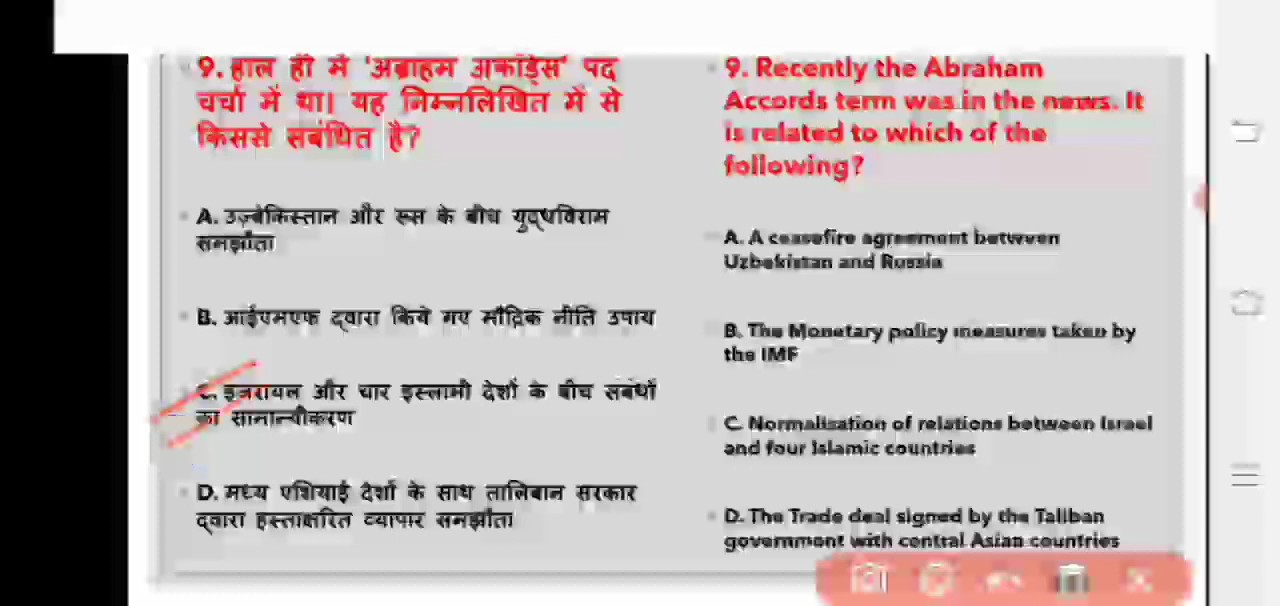 9. हाल ही में 'अब्राहम अकॉर्ड्स' पद
चर्चा में था। यह निम्नलिखित में से
किससे सबंधित है?
A. उज़्बेकिस्तान और रूस के बीच युद्धविराम
समझौता
B. आईएमएफ द्वारा किये गए मौद्रिक नीति उपाय
C. इजरायल और चार इस्लामी देशों के बीच सबंधों
का सामान्यीकरण
D. मध्य एशियाई देशों के साथ तालिबान सरकार
द्वारा हस्ताक्षरित व्यापार समझौता
9. Recently the Abraham
Accords term was in the news. It
is related to which of the
following?
A. A ceasefire agreement between
Uzbekistan and Russia
B. The Monetary policy measures taken by
the IMF
C. Normalisation of relations between Israel
and four Islamic countries
D. The Trade deal signed by the Taliban
government with central Asian countries